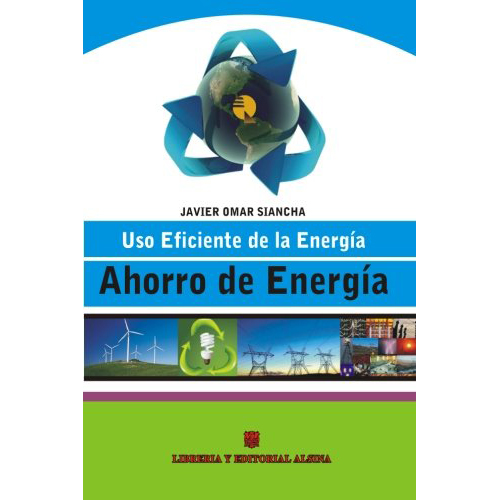 JAVIER OMAR SIANCHA
Uso Eficiente de la Energía
Ahorro de Energía
LIBRERIA Y EDITORIAL ALSINA